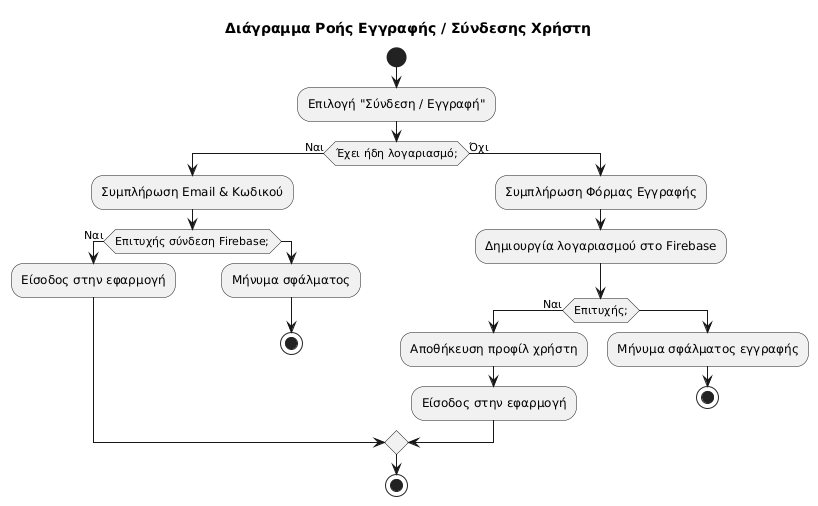 Διάγραμμα Ροής Εγγραφής / Σύνδεσης Χρήστη
Επιλογή "Σύνδεση / Εγγραφή"
Ναι
Έχει ήδη λογαριασμό;
Όχι
Συμπλήρωση Email & Κωδικού
Συμπλήρωση Φόρμας Εγγραφής
Ναι
Επιτυχής σύνδεση Firebase;
Δημιουργία λογαριασμού στο Firebase
Είσοδος στην εφαρμογή
Μήνυμα σφάλματος
Ναι
Επιτυχής;
Αποθήκευση προφίλ χρήστη
Μήνυμα σφάλματος εγγραφής
Είσοδος στην εφαρμογή